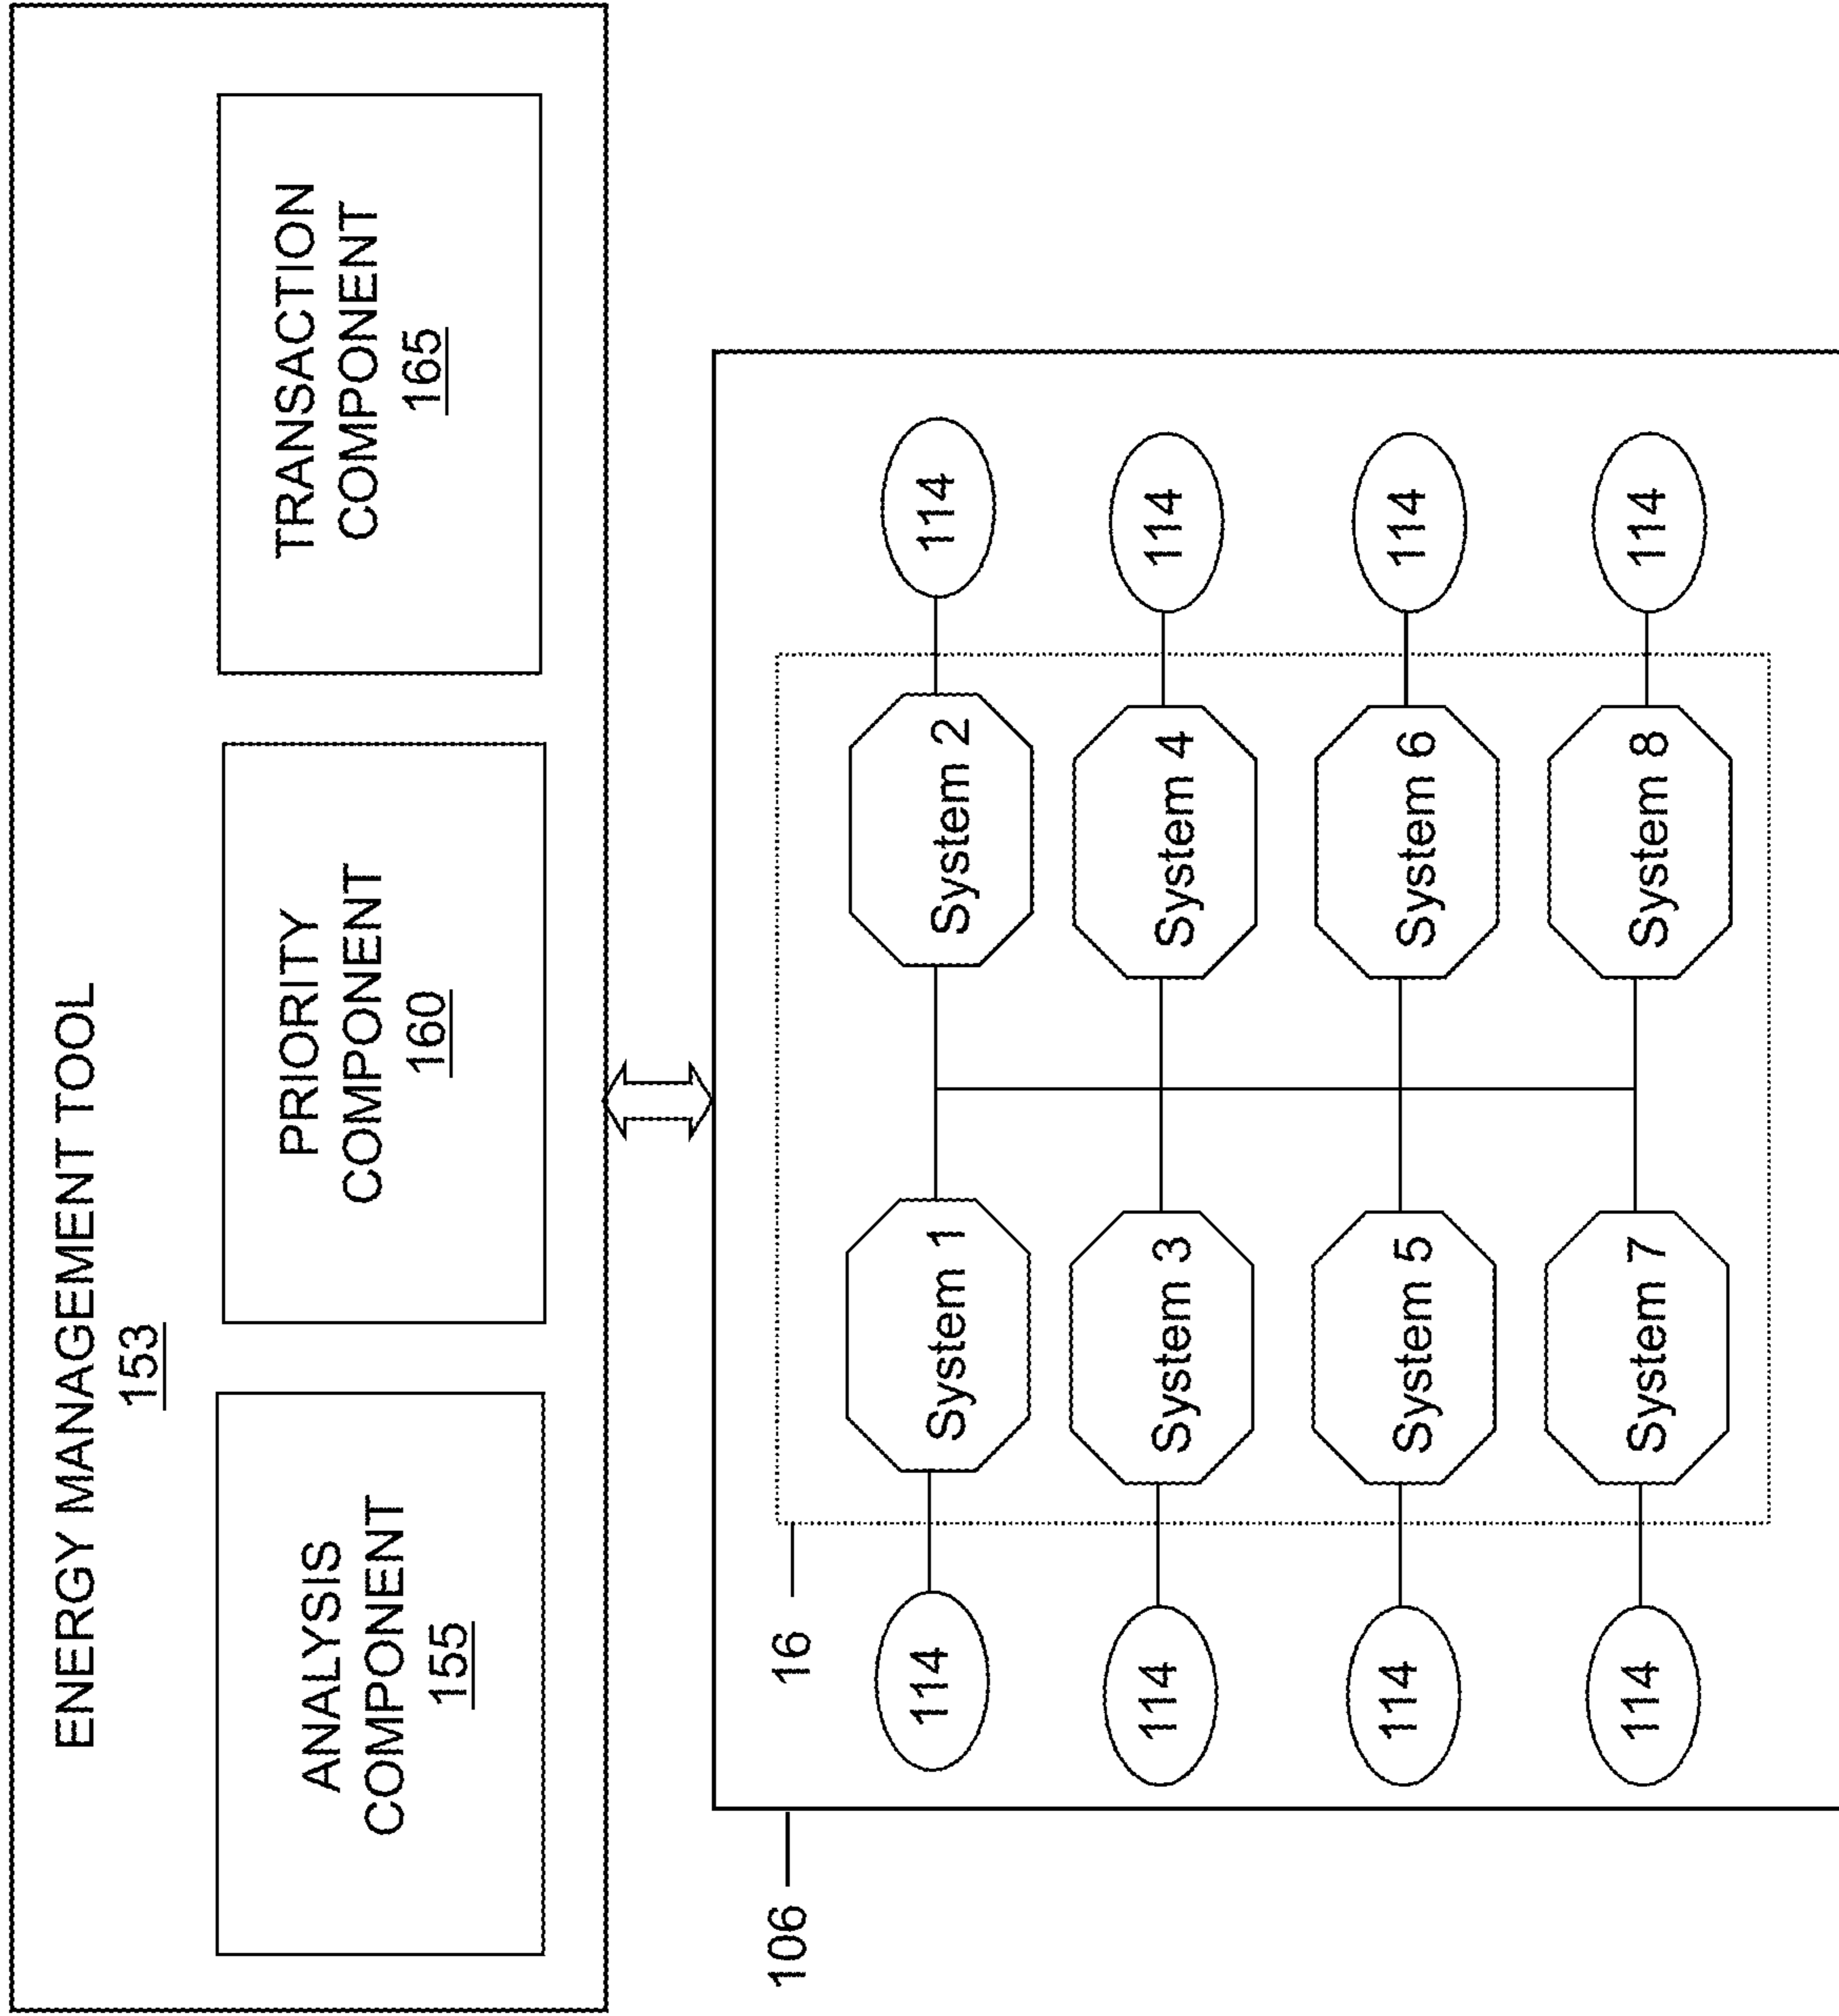 ENERGY MANAGEMENT TOOL
153
ANALYSIS
COMPONENT
155
PRIORITY
COMPONENT
160
TRANSACTION
COMPONENT
165
106
16
114
System 1
System 2
114
114
System 3
System 4
114
114
System 5
System 6
114
114
System 7
System 8
114